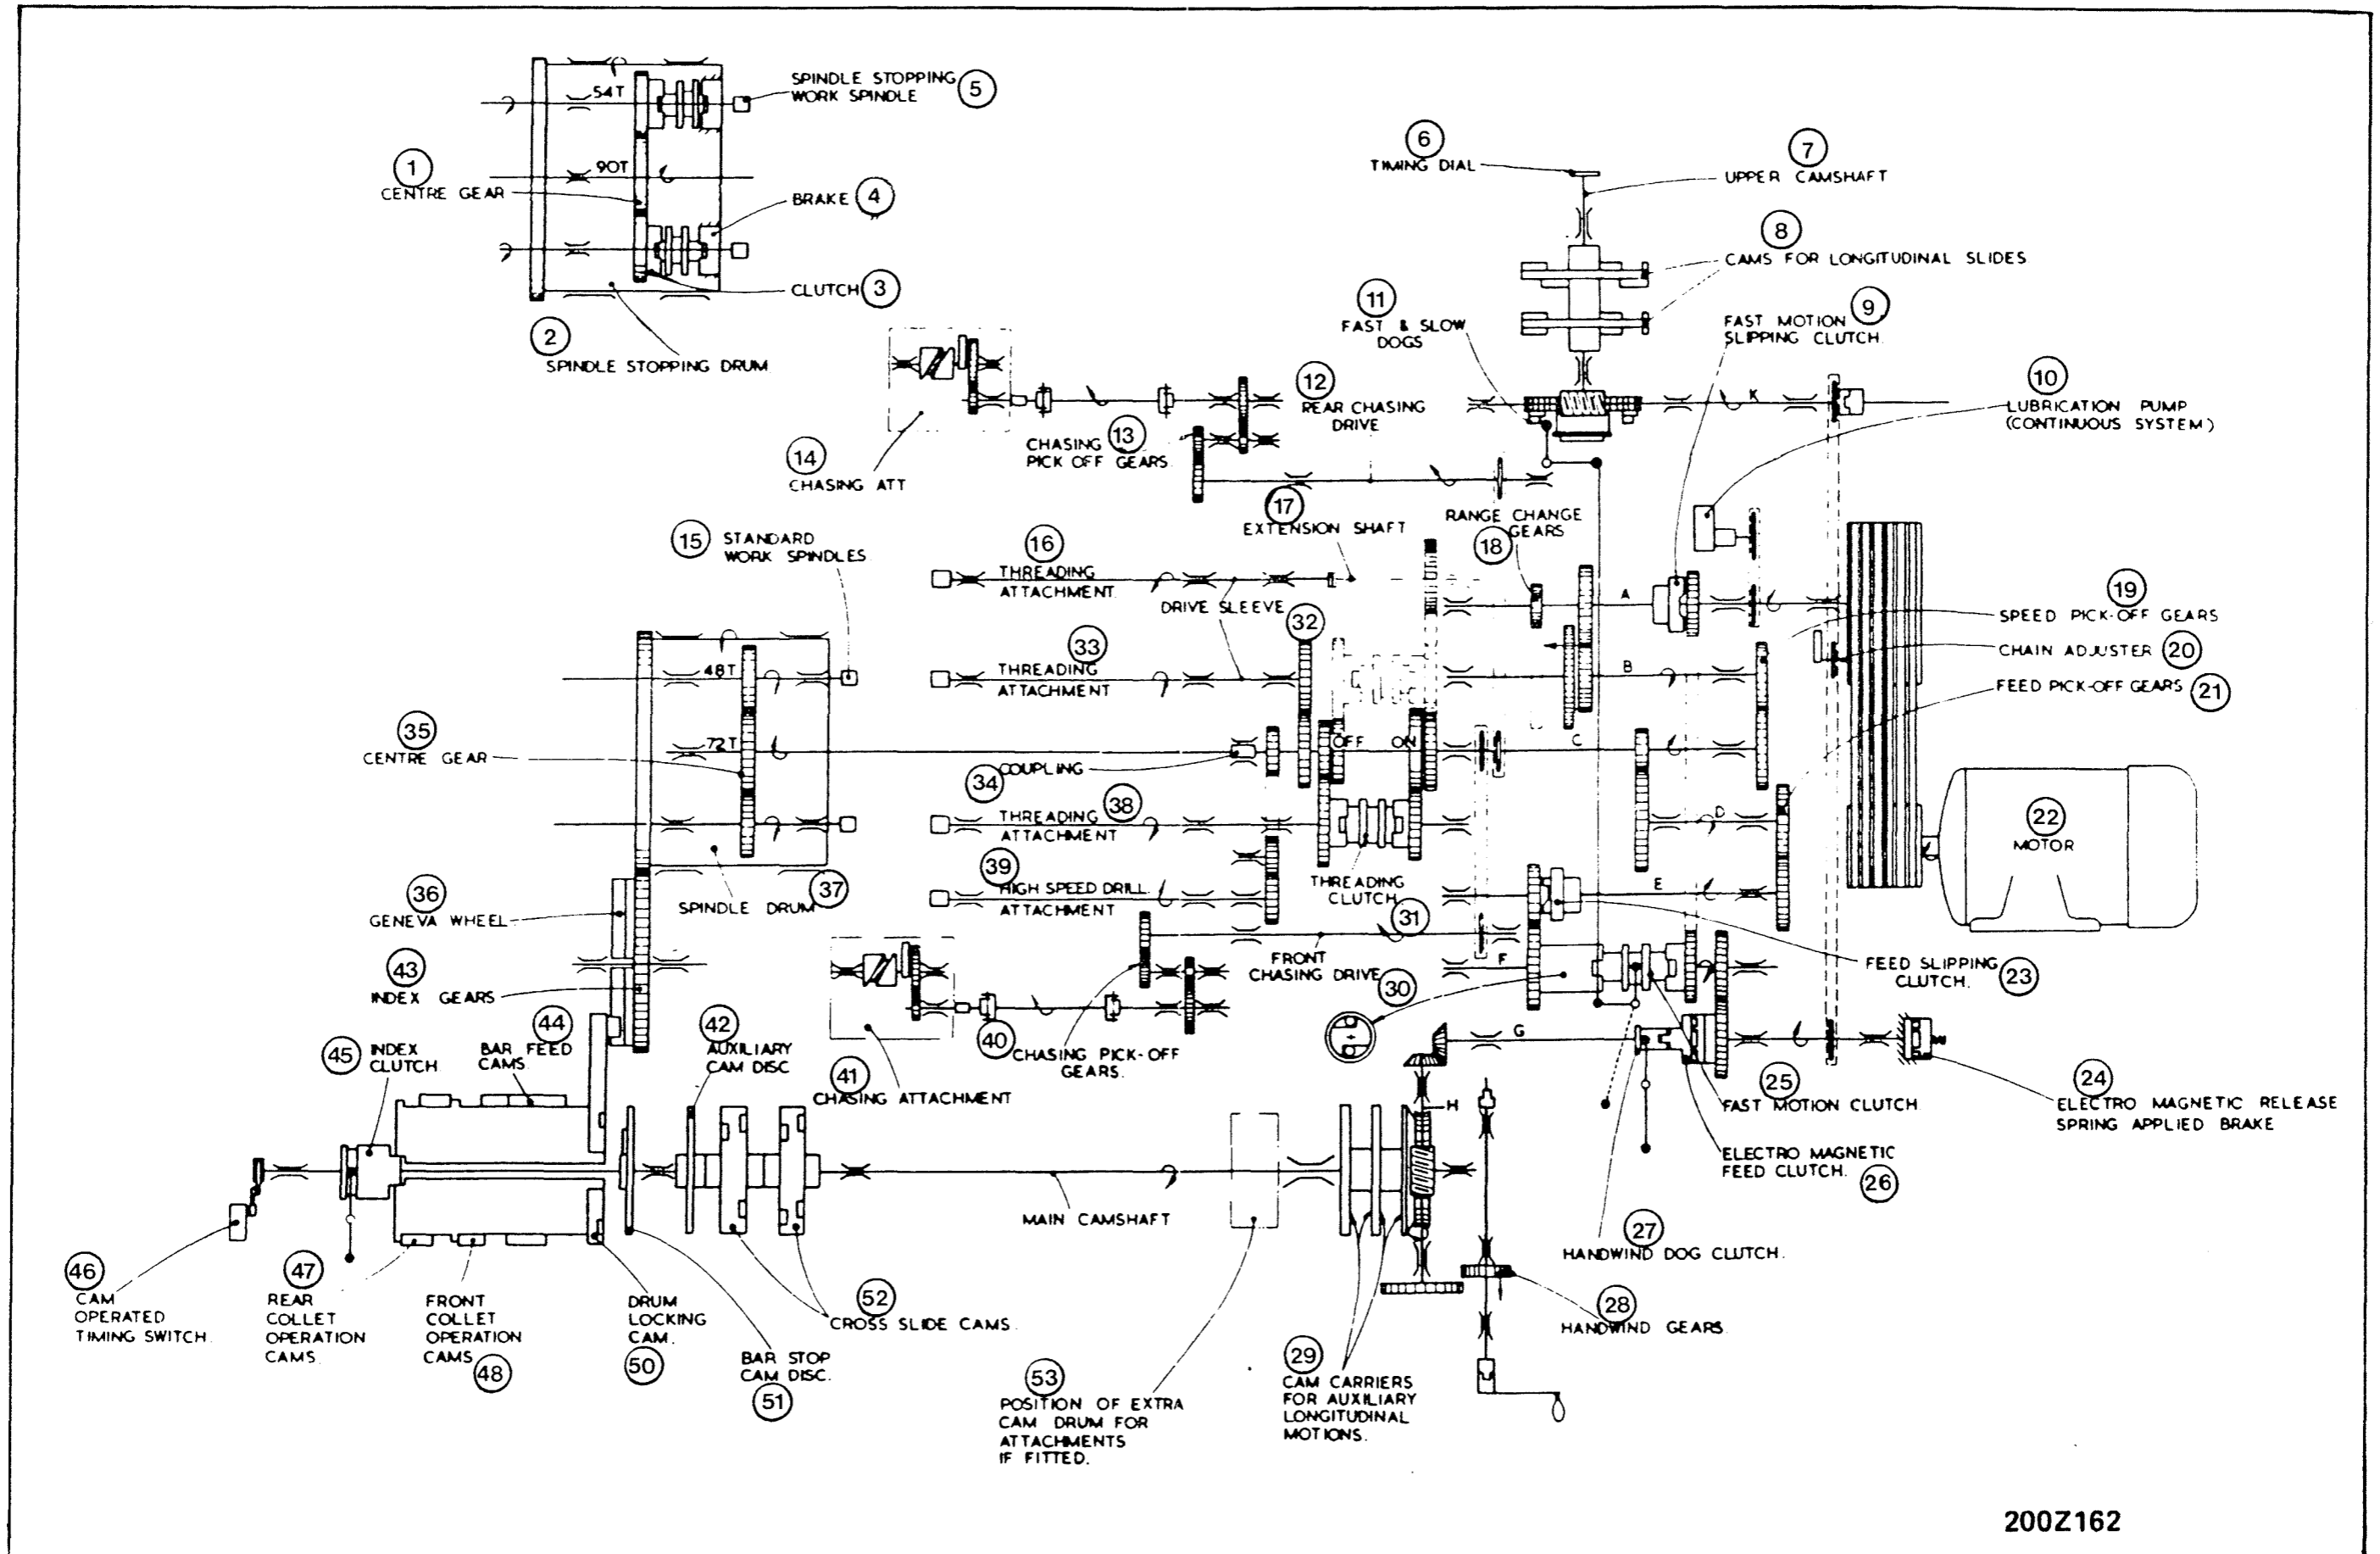 54T
SPINDLE STOPPING
WORK SPINDLE
5
1
CENTRE GEAR
90T
BRAKE 4
CLUTCH 3
2
SPINDLE STOPPING DRUM
6
TIMING DIAL
7
UPPER CAMSHAFT
8
CAMS FOR LONGITUDINAL SLIDES
11
FAST & SLOW
DOGS
9
FAST MOTION
SLIPPING CLUTCH.
12
REAR CHASING
DRIVE
K
10
LUBRICATION PUMP
(CONTINUOUS SYSTEM)
13
CHASING
PICK OFF GEARS.
14
CHASING ATT
17
EXTENSION SHAFT
RANGE CHANGE
GEARS
18
15
STANDARD
WORK SPINDLES
16
THREADING
ATTACHMENT.
DRIVE SLEEVE
A
19
SPEED PICK-OFF GEARS
CHAIN ADJUSTER 20
FEED PICK-OFF GEARS 21
32
33
THREADING
ATTACHMENT
B
48T
35
CENTRE GEAR
72T
34
COUPLING
OFF
ON
C
38
THREADING
ATTACHMENT
D
22
MOTOR
36
GENEVA WHEEL
SPINDLE DRUM
37
39
HIGH SPEED DRILL.
ATTACHMENT
THREADING
CLUTCH
31
E
43
INDEX GEARS
FRONT
CHASING DRIVE
30
F
FEED SLIPPING
CLUTCH.
23
44
BAR FEED
CAMS.
45
INDEX
CLUTCH
42
AUXILIARY
CAM DISC
41
CHASING ATTACHMENT
40
CHASING PICK-OFF
GEARS.
G
H
25
FAST MOTION CLUTCH
24
ELECTRO MAGNETIC RELEASE
SPRING APPLIED BRAKE
ELECTRO MAGNETIC
FEED CLUTCH.
26
MAIN CAMSHAFT
27
HANDWIND DOG CLUTCH.
46
CAM
OPERATED
TIMING SWITCH.
47
REAR
COLLET
OPERATION
CAMS.
FRONT
COLLET
OPERATION
CAMS
48
DRUM
LOCKING
CAM.
50
BAR STOP
CAM DISC.
51
52
CROSS SLIDE CAMS.
53
POSITION OF EXTRA
CAM DRUM FOR
ATTACHMENTS
IF FITTED.
29
CAM CARRIERS
FOR AUXILIARY
LONGITUDINAL
MOTIONS.
28
HANDWIND GEARS.
200Z162